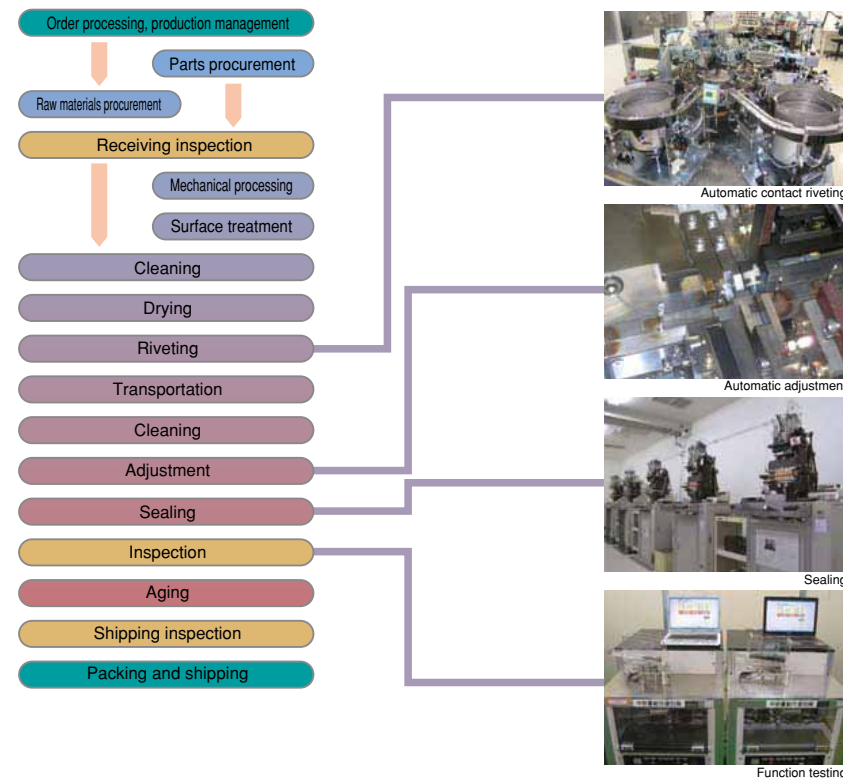 Order processing, production management
Parts procurement
Raw materials procurement
Receiving inspection
Mechanical processing
Surface treatment
Cleaning
Drying
Riveting
Transportation
Cleaning
Adjustment
Sealing
Inspection
Aging
Shipping inspection
Packing and shipping
Automatic contact riveting
Automatic adjustment
Sealing
Function testing